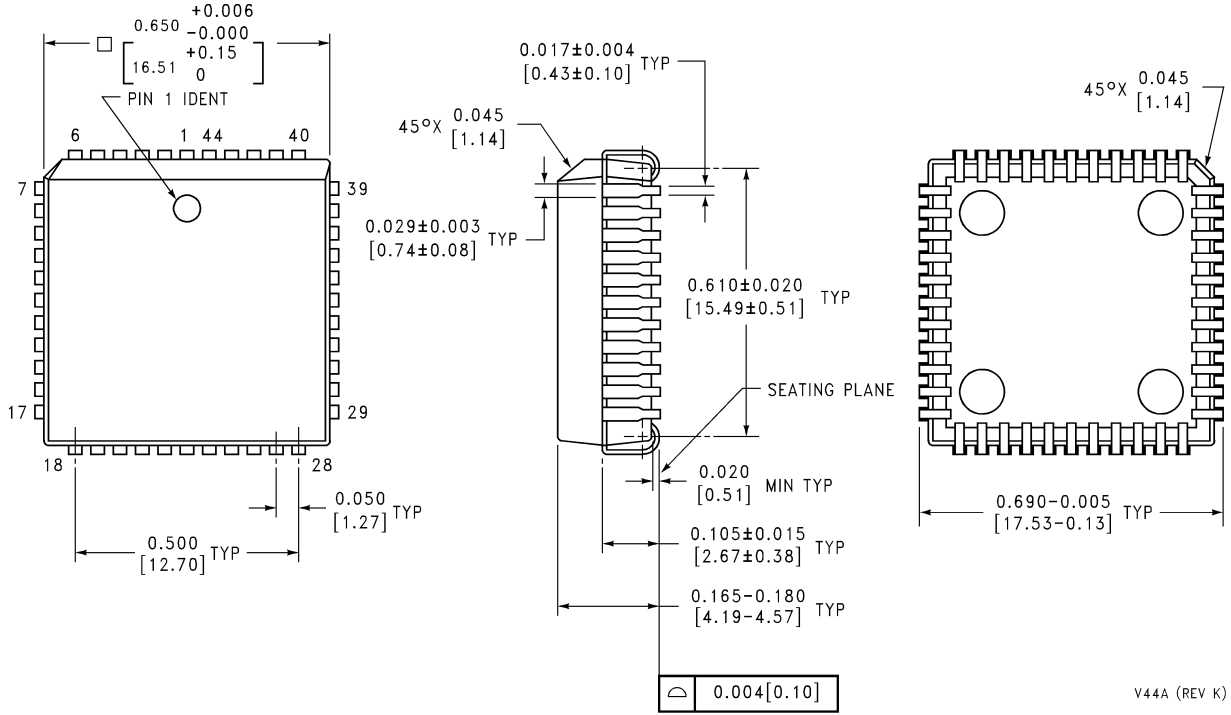 +0.006
0.650 -0.000
+0.15
16.51 0
PIN 1 IDENT
6 1 44 40
7 39
17 29
18 28
0.050
[1.27] TYP
0.500
[12.70] TYP
0.017±0.004
[0.43±0.10] TYP
45°X 0.045
[1.14]
0.029±0.003
[0.74±0.08] TYP
0.610±0.020
[15.49±0.51] TYP
SEATING PLANE
0.020
[0.51] MIN TYP
0.105±0.015
[2.67±0.38] TYP
0.165-0.180
[4.19-4.57] TYP
0.004[0.10]
45°X 0.045
[1.14]
0.690-0.005
[17.53-0.13] TYP
V44A (REV K)